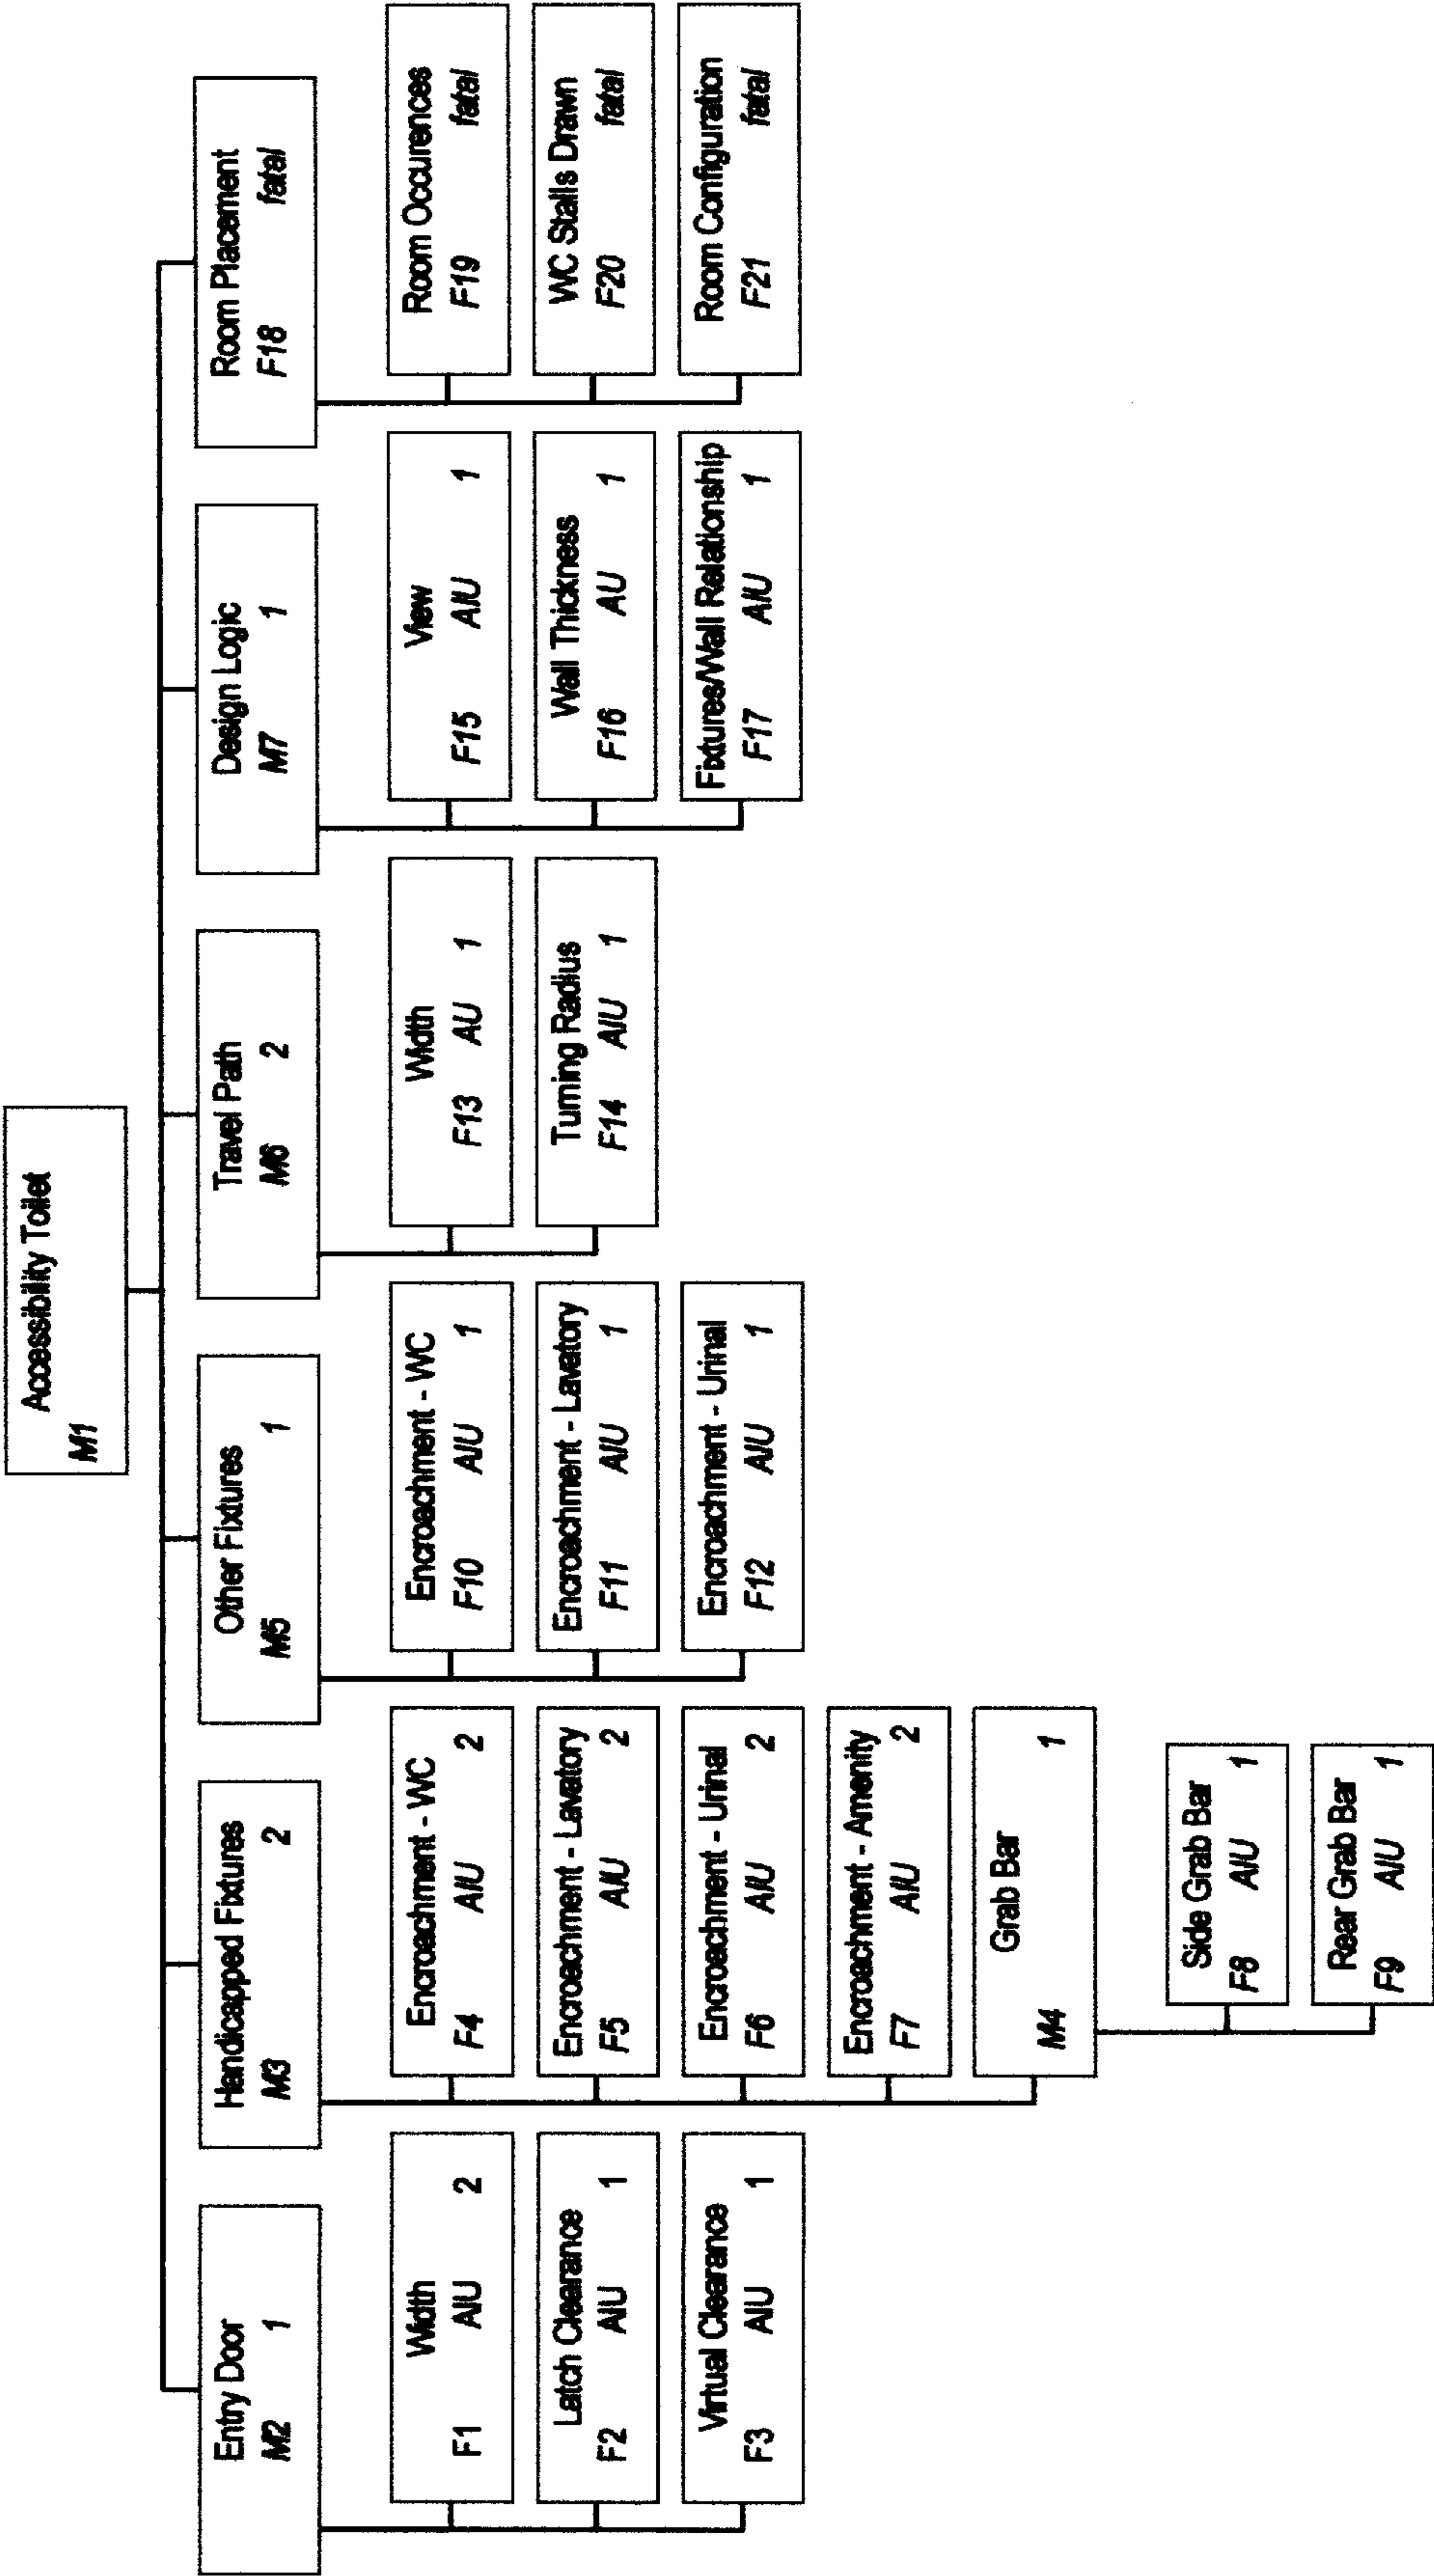 Accessibility Toilet
M1
Entry Door
M2 1
Width
F1 AIU 2
Latch Clearance
F2 AIU 1
Virtual Clearance
F3 AIU 1
Handicapped Fixtures
M3 2
Encroachment - WC
F4 AIU 2
Encroachment - Lavatory
F5 AIU 2
Encroachment - Urinal
F6 AIU 2
Encroachment - Amenity
F7 AIU 2
Grab Bar
M4 1
Side Grab Bar
F8 AIU 1
Rear Grab Bar
F9 AIU 1
Other Fixtures
M5 1
Encroachment - WC
F10 AIU 1
Encroachment - Lavatory
F11 AIU 1
Encroachment - Urinal
F12 AIU 1
Travel Path
M6 2
Width
F13 AU 1
Turning Radius
F14 AIU 1
Design Logic
M7 1
View
F15 AIU 1
Wall Thickness
F16 AU 1
Fixtures/Wall Relationship
F17 AIU 1
Room Placement
F18 fatal
Room Occurences
F19 fatal
WC Stalls Drawn
F20 fatal
Room Configuration
F21 fatal